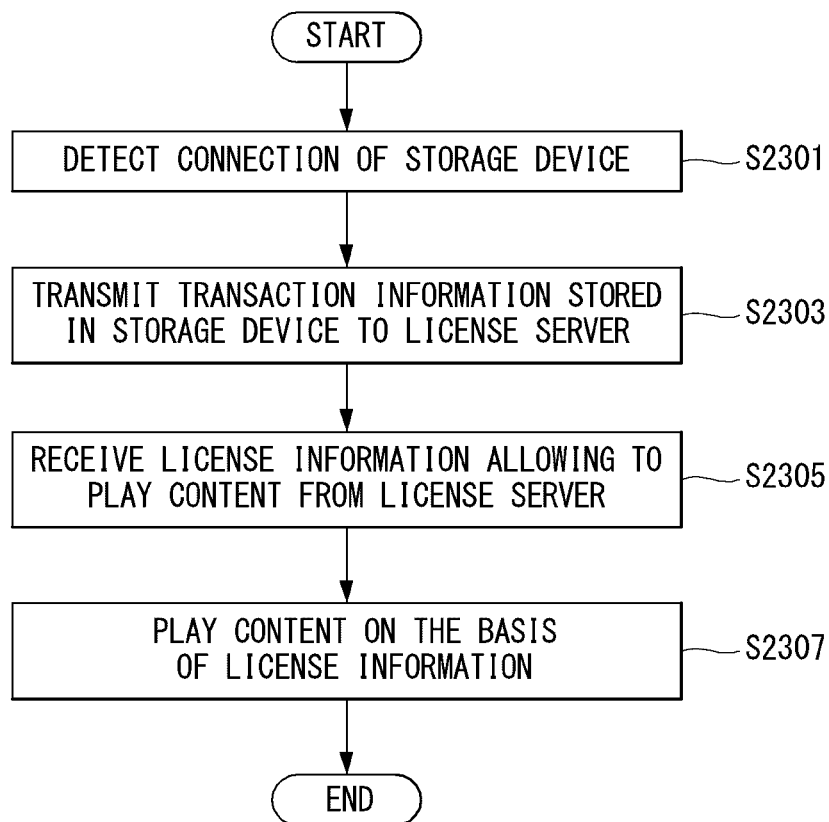 START
DETECT CONNECTION OF STORAGE DEVICE
S2301
TRANSMIT TRANSACTION INFORMATION STORED
IN STORAGE DEVICE TO LICENSE SERVER
S2303
RECEIVE LICENSE INFORMATION ALLOWING TO
PLAY CONTENT FROM LICENSE SERVER
S2305
PLAY CONTENT ON THE BASIS
OF LICENSE INFORMATION
S2307
END